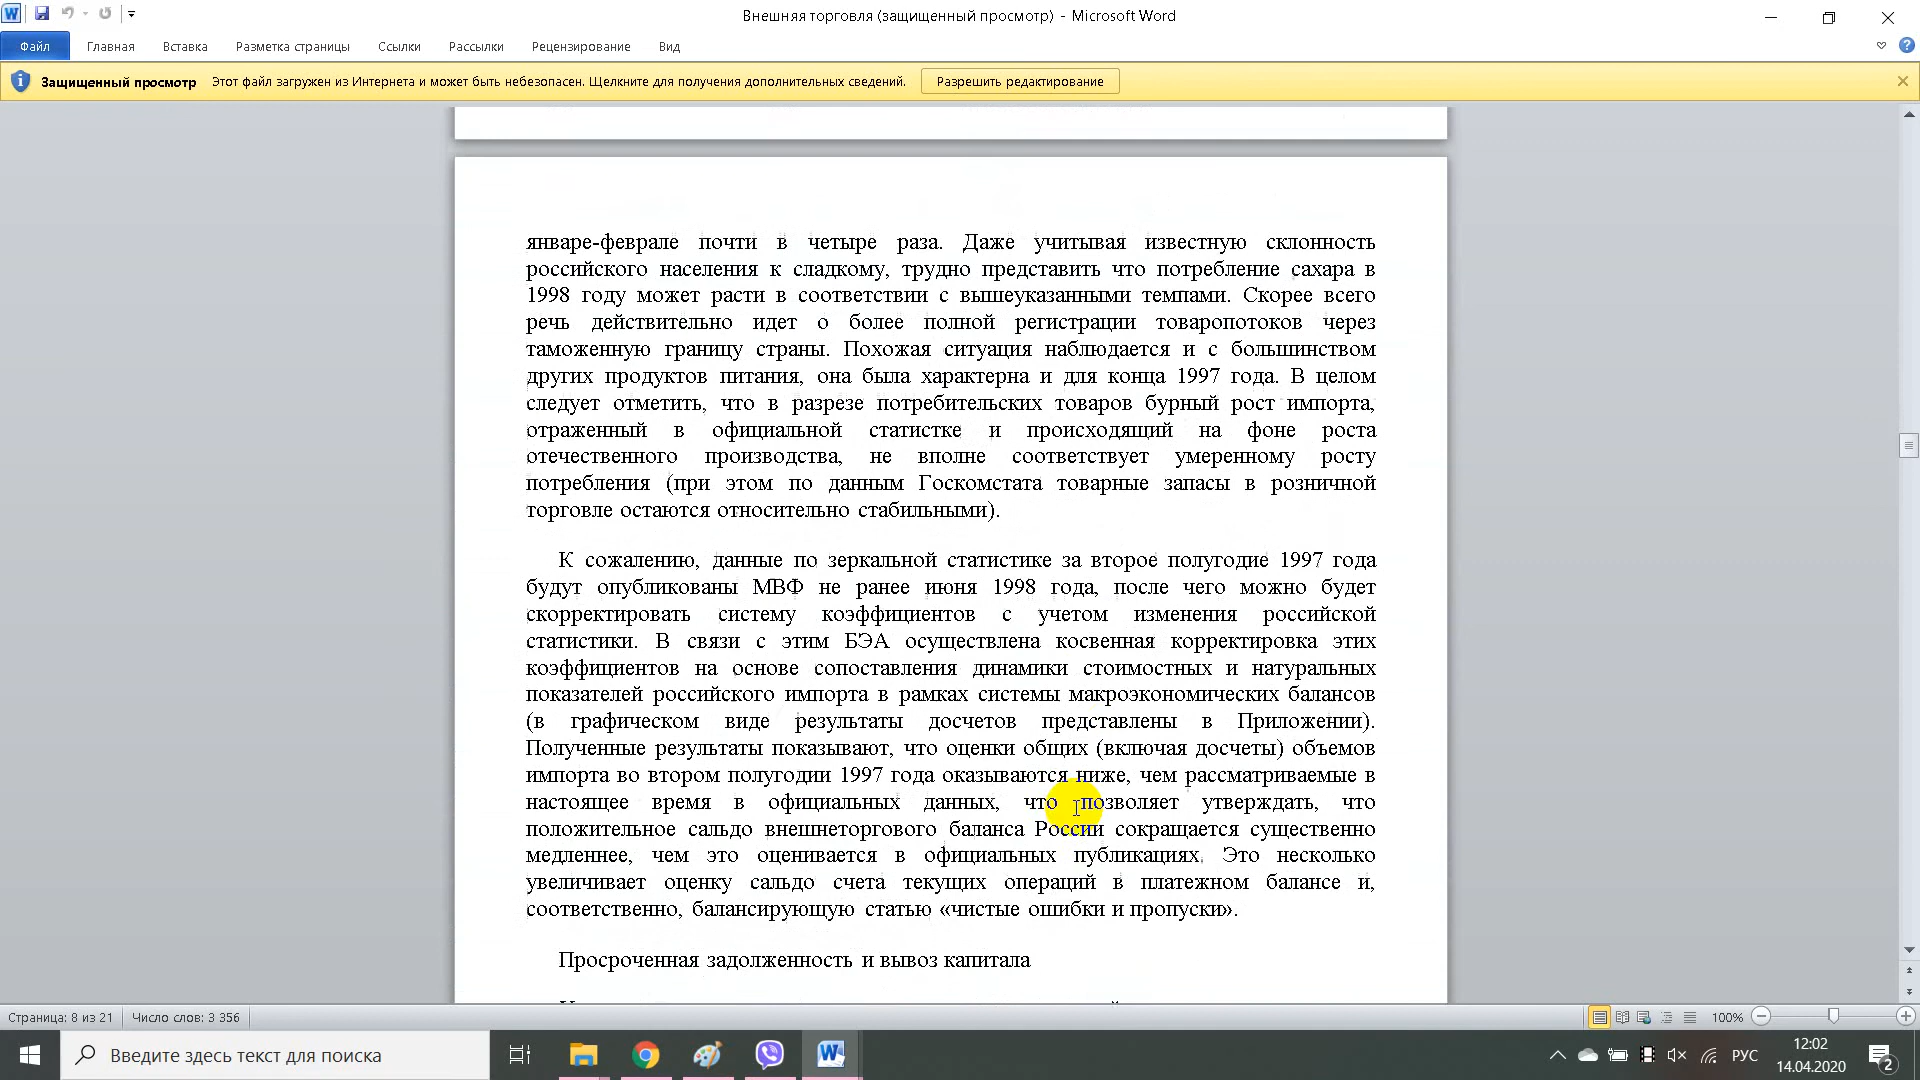 Внешняя торговля (защищенный просмотр) - Microsoft Word
Файл Главная Вставка Разметка страницы Ссылки Рассылки Рецензирование Вид
Защищенный просмотр Этот файл загружен из Интернета и может быть небезопасен. Щелкните для получения дополнительных сведений. Разрешить редактирование
январе-феврале почти в четыре раза. Даже учитывая известную склонность
российского населения к сладкому, трудно представить что потребление сахара в
1998 году может расти в соответствии с вышеуказанными темпами. Скорее всего
речь действительно идет о более полной регистрации товаропотоков через
таможенную границу страны. Похожая ситуация наблюдается и с большинством
других продуктов питания, она была характерна и для конца 1997 года. В целом
следует отметить, что в разрезе потребительских товаров бурный рост импорта,
отраженный в официальной статистке и происходящий на фоне роста
отечественного производства, не вполне соответствует умеренному росту
потребления (при этом по данным Госкомстата товарные запасы в розничной
торговле остаются относительно стабильными).
К сожалению, данные по зеркальной статистике за второе полугодие 1997 года
будут опубликованы МВФ не ранее июня 1998 года, после чего можно будет
скорректировать систему коэффициентов с учетом изменения российской
статистики. В связи с этим БЭА осуществлена косвенная корректировка этих
коэффициентов на основе сопоставления динамики стоимостных и натуральных
показателей российского импорта в рамках системы макроэкономических балансов
(в графическом виде результаты досчетов представлены в Приложении).
Полученные результаты показывают, что оценки общих (включая досчеты) объемов
импорта во втором полугодии 1997 года оказываются ниже, чем рассматриваемые в
настоящее время в официальных данных, что позволяет утверждать, что
положительное сальдо внешнеторгового баланса России сокращается существенно
медленнее, чем это оценивается в официальных публикациях. Это несколько
увеличивает оценку сальдо счета текущих операций в платежном балансе и,
соответственно, балансирующую статью «чистые ошибки и пропуски».
Просроченная задолженность и вывоз капитала
Страница: 8 из 21 Число слов: 3 356 100%
Введите здесь текст для поиска
РУС
12:02
14.04.2020
2